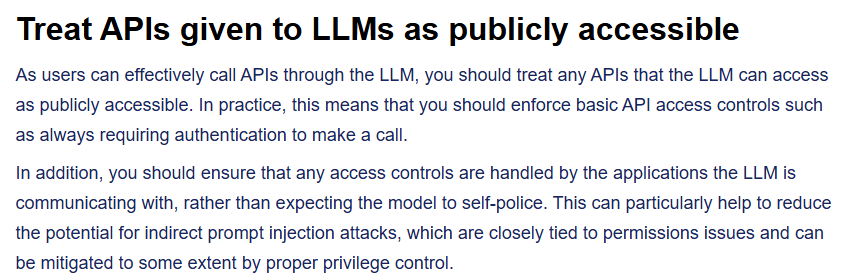 Treat APIs given to LLMs as publicly accessible
As users can effectively call APIs through the LLM, you should treat any APIs that the LLM can access
as publicly accessible. In practice, this means that you should enforce basic API access controls such
as always requiring authentication to make a call.
In addition, you should ensure that any access controls are handled by the applications the LLM is
communicating with, rather than expecting the model to self-police. This can particularly help to reduce
the potential for indirect prompt injection attacks, which are closely tied to permissions issues and can
be mitigated to some extent by proper privilege control.